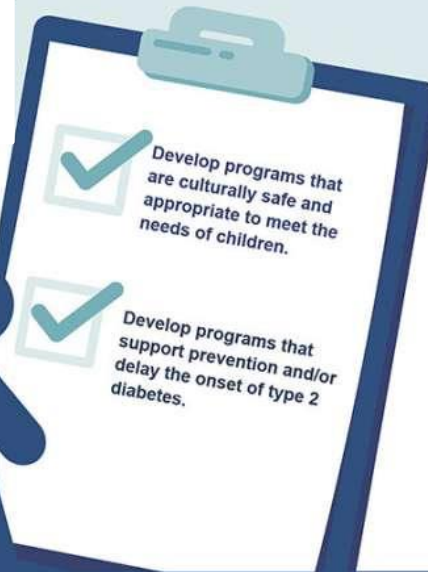 Develop programs that
are culturally safe and
appropriate to meet the
needs of children.
Develop programs that
support prevention and/or
delay the onset of type 2
diabetes.